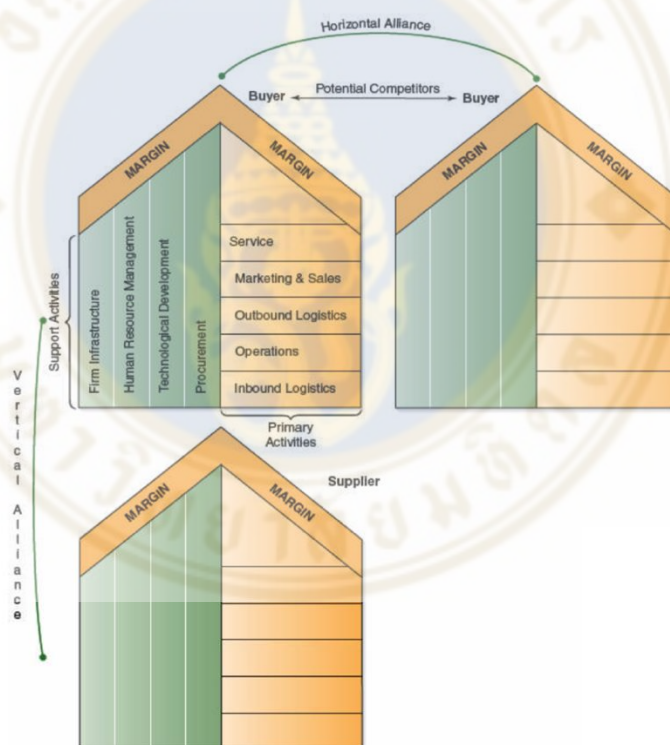 Horizontal Alliance
Buyer
Potential Competitors
Buyer
MARGIN
MARGIN
MARGIN
MARGIN
Support Activities
Firm Infrastructure
Human Resource Management
Technological Development
Procurement
Service
Marketing & Sales
Outbound Logistics
Operations
Inbound Logistics
Primary
Activities
Vertical Alliance
Supplier
MARGIN
MARGIN